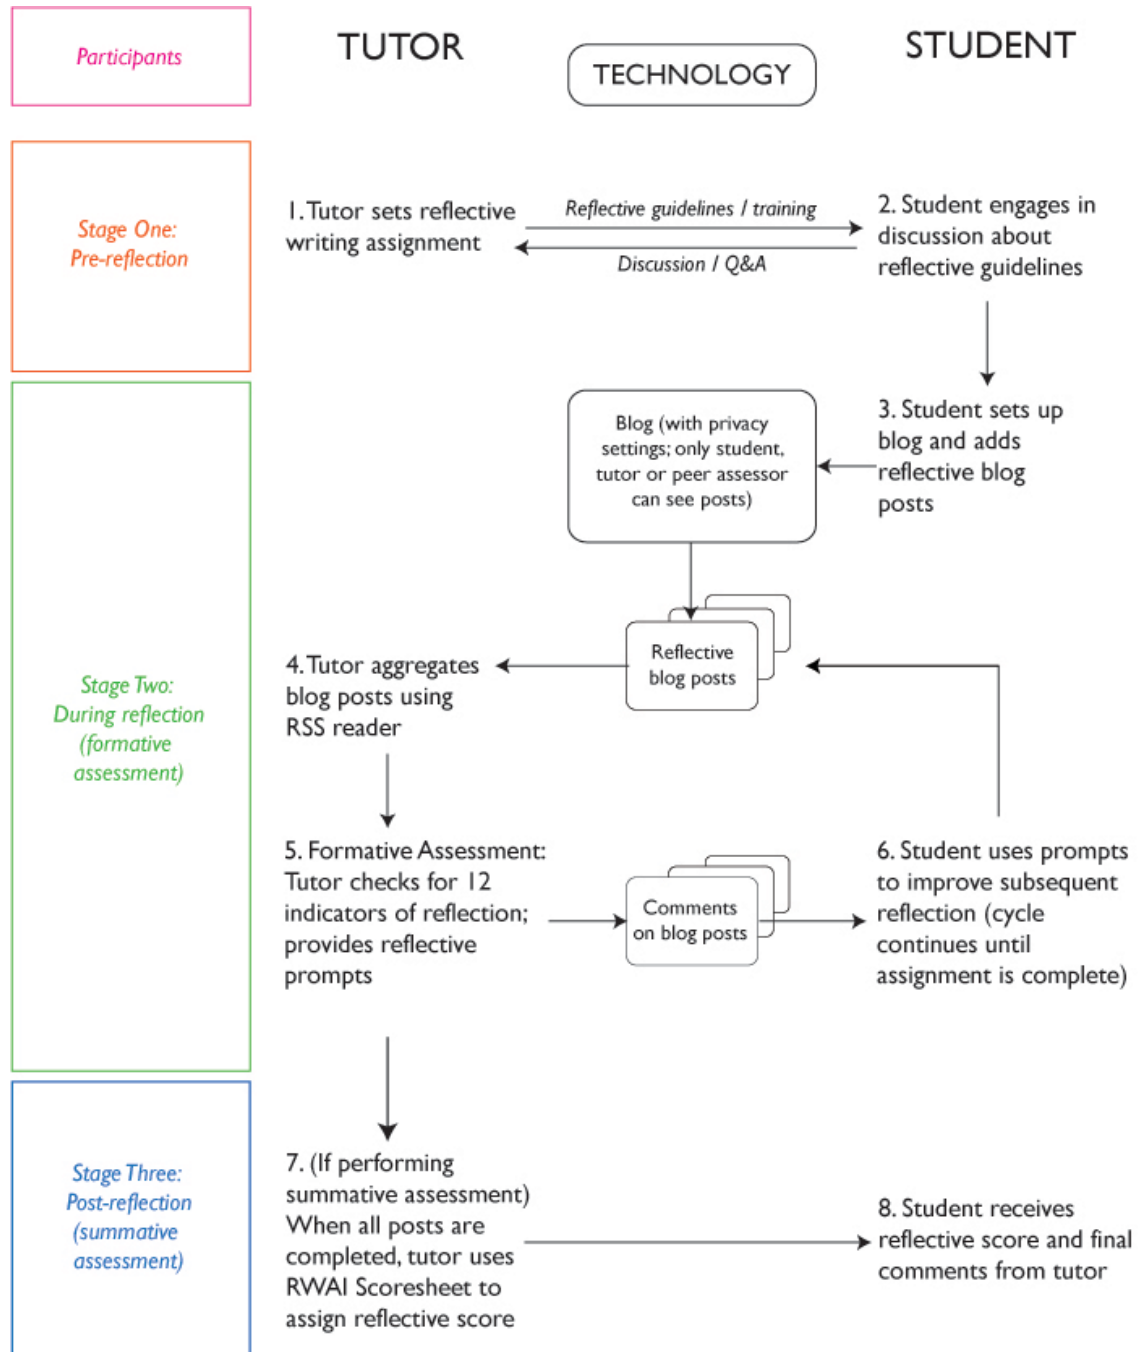 Participants
TUTOR
TECHNOLOGY
STUDENT
Stage One:
Pre-reflection
1. Tutor sets reflective
writing assignment
Reflective guidelines / training
Discussion / Q&A
2. Student engages in
discussion about
reflective guidelines
Stage Two:
During reflection
(formative
assessment)
Blog (with privacy
settings; only student,
tutor or peer assessor
can see posts)
3. Student sets up
blog and adds
reflective blog
posts
Reflective
blog posts
4. Tutor aggregates
blog posts using
RSS reader
5. Formative Assessment:
Tutor checks for 12
indicators of reflection;
provides reflective
prompts
Comments
on blog posts
6. Student uses prompts
to improve subsequent
reflection (cycle
continues until
assignment is complete)
Stage Three:
Post-reflection
(summative
assessment)
7. (If performing
summative assessment)
When all posts are
completed, tutor uses
RWAI Scoresheet to
assign reflective score
8. Student receives
reflective score and final
comments from tutor